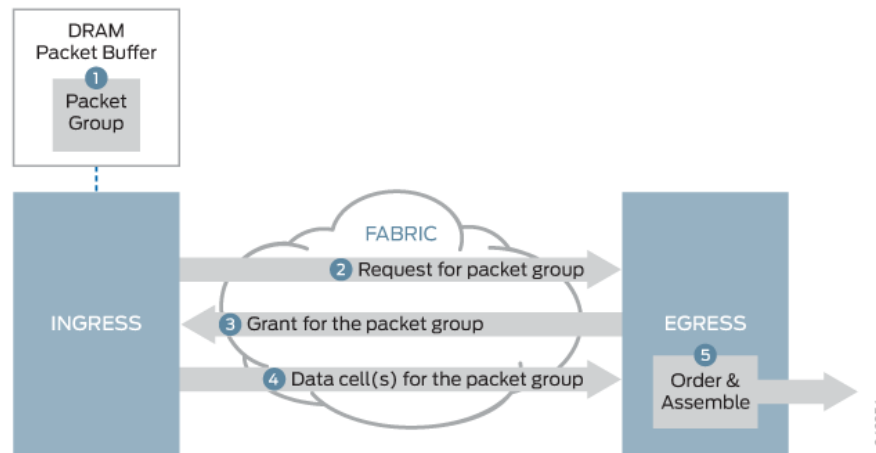 DRAM
Packet Buffer
1
Packet
Group
FABRIC
2 Request for packet group
INGRESS
3 Grant for the packet group
EGRESS
5
4 Data cell(s) for the packet group
Order &
Assemble